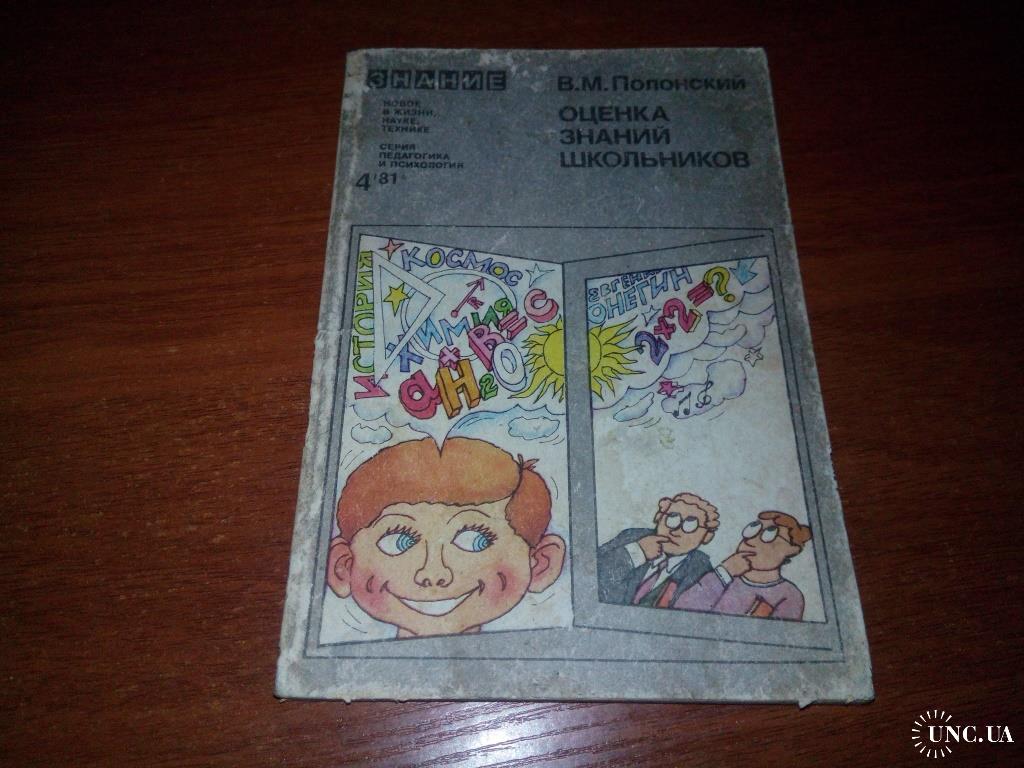 ЗНАНИЕ
НОВОЕ
В ЖИЗНИ,
НАУКЕ,
ТЕХНИКЕ
СЕРИЯ
ПЕДАГОГИКА
И ПСИХОЛОГИЯ
4'81
В.М.Полонский
ОЦЕНКА
ЗНАНИЙ
ШКОЛЬНИКОВ
ИСТОРИЯ
КОСМОС
ХИМИЯ
a+B=C
H2O
ЕВГЕНИЙ
ОНЕГИН
2×2=?
UNC.UA